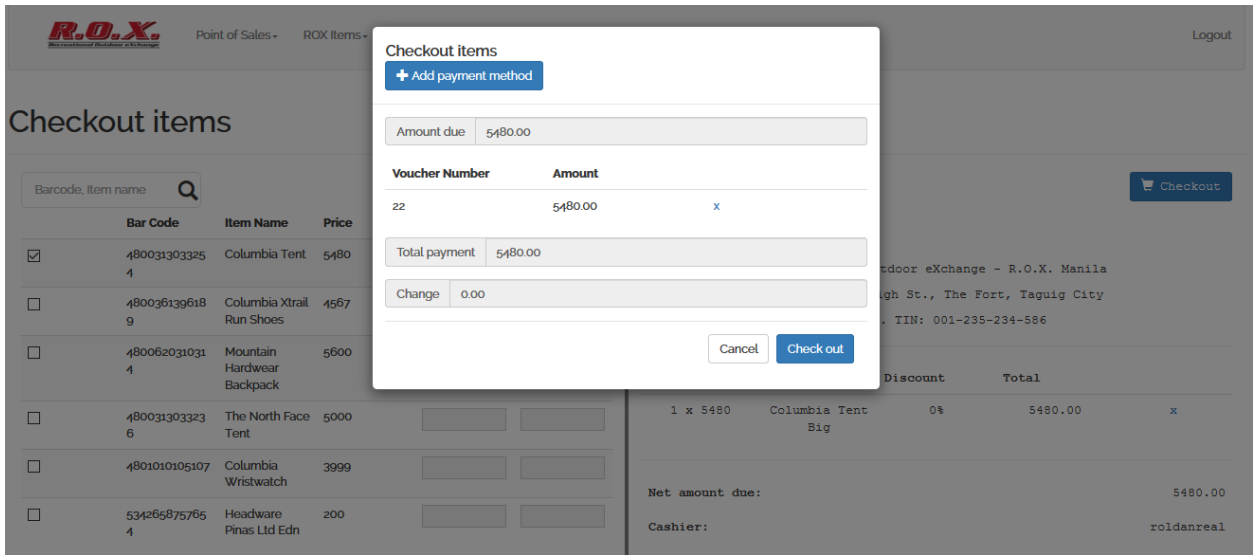 R.O.X.
Recreational Outdoor eXchange
Point of Sales
ROX Items
Logout
Checkout items
Barcode, Item name
Checkout
Bar Code Item Name Price
480031303325
4
Columbia Tent 5480
480036139618
9
Columbia Xtrail
Run Shoes
4567
480062031031
4
Mountain
Hardwear
Backpack
5600
480031303323
6
The North Face
Tent
5000
4801010105107
Columbia
Wristwatch
3999
534265875765
4
Headware
Pinas Ltd Edn
200
Checkout items
Add payment method
Amount due 5480.00
Voucher Number Amount
22 5480.00 x
Total payment 5480.00
Change 0.00
Cancel Check out
tdoor eXchange - R.O.X. Manila
gh St., The Fort, Taguig City
. TIN: 001-235-234-586
Discount Total
1 x 5480 Columbia Tent
Big
0% 5480.00 x
Net amount due: 5480.00
Cashier: roldanreal